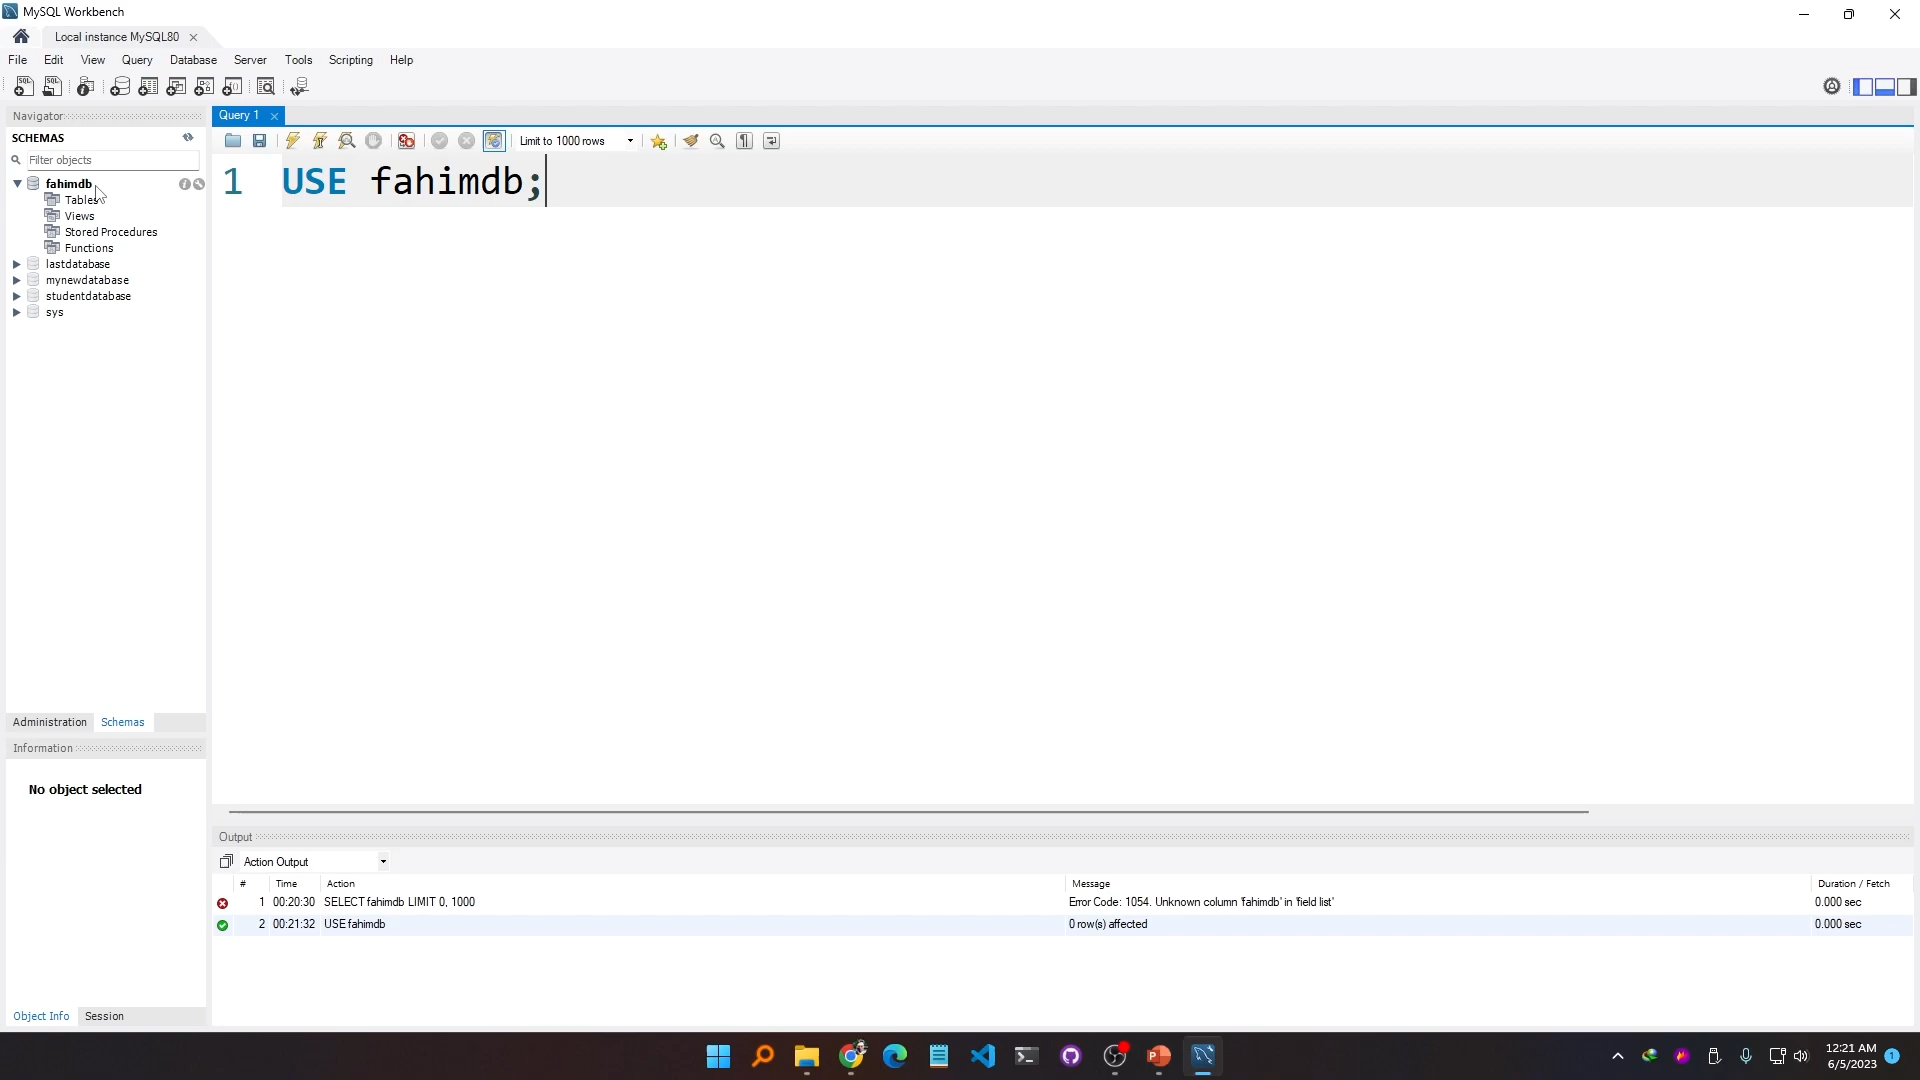 MySQL Workbench
Local instance MySQL80
File Edit View Query Database Server Tools Scripting Help
Navigator
Query 1
SCHEMAS
Limit to 1000 rows
Filter objects
1 USE fahimdb;
fahimdb
Tables
Views
Stored Procedures
Functions
lastdatabase
mynewdatabase
studentdatabase
sys
Administration Schemas
Information
No object selected
Output
Action Output
# Time Action Message Duration / Fetch
1 00:20:30 SELECT fahimdb LIMIT 0, 1000 Error Code: 1054. Unknown column 'fahimdb' in 'field list' 0.000 sec
2 00:21:32 USE fahimdb 0 row(s) affected 0.000 sec
Object Info Session
12:21 AM
6/5/2023
1